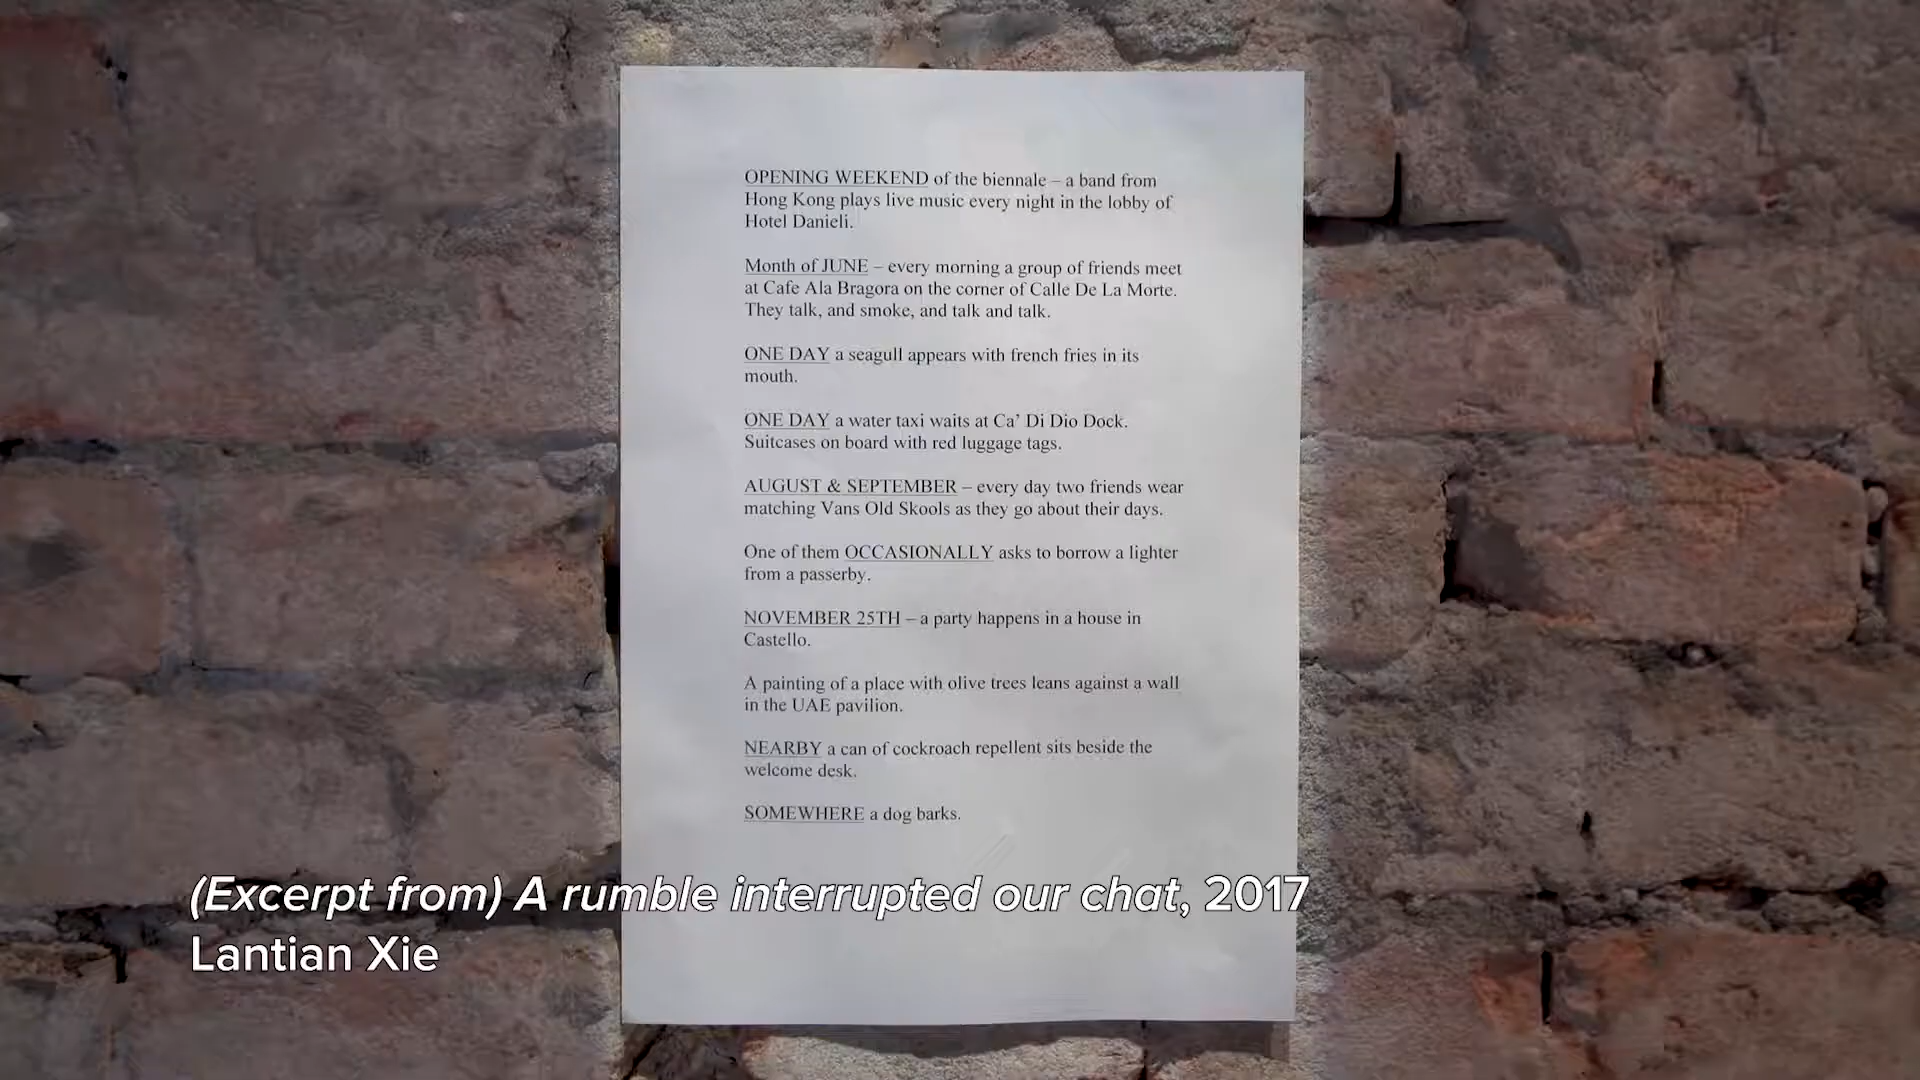 OPENING WEEKEND of the biennale – a band from
Hong Kong plays live music every night in the lobby of
Hotel Danieli.
Month of JUNE – every morning a group of friends meet
at Cafe Ala Bragora on the corner of Calle De La Morte.
They talk, and smoke, and talk and talk.
ONE DAY a seagull appears with french fries in its
mouth.
ONE DAY a water taxi waits at Ca’ Di Dio Dock.
Suitcases on board with red luggage tags.
AUGUST & SEPTEMBER – every day two friends wear
matching Vans Old Skools as they go about their days.
One of them OCCASIONALLY asks to borrow a lighter
from a passerby.
NOVEMBER 25TH – a party happens in a house in
Castello.
A painting of a place with olive trees leans against a wall
in the UAE pavilion.
NEARBY a can of cockroach repellent sits beside the
welcome desk.
SOMEWHERE a dog barks.
(Excerpt from) A rumble interrupted our chat, 2017
Lantian Xie